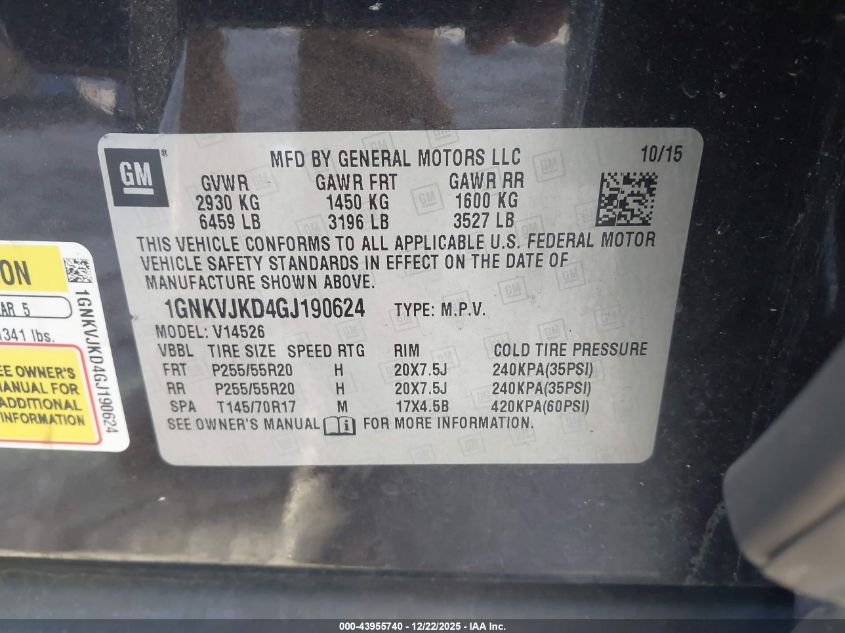 GM ®
MFD BY GENERAL MOTORS LLC 10/15
GVWR GAWR FRT GAWR RR
2930 KG 1450 KG 1600 KG
6459 LB 3196 LB 3527 LB
THIS VEHICLE CONFORMS TO ALL APPLICABLE U.S. FEDERAL MOTOR
VEHICLE SAFETY STANDARDS IN EFFECT ON THE DATE OF
MANUFACTURE SHOWN ABOVE.
1GNKVJKD4GJ190624 TYPE: M.P.V.
MODEL: V14526
VBBL TIRE SIZE SPEED RTG RIM COLD TIRE PRESSURE
FRT P255/55R20 H 20X7.5J 240KPA(35PSI)
RR P255/55R20 H 20X7.5J 240KPA(35PSI)
SPA T145/70R17 M 17X4.5B 420KPA(60PSI)
SEE OWNER'S MANUAL i FOR MORE INFORMATION.
ON
AR 5
1341 lbs.
EE OWNER'S
MANUAL FOR
ADDITIONAL
NFORMATION
1GNKVJKD4GJ190624
000-43955740 - 12/22/2025 - IAA Inc.